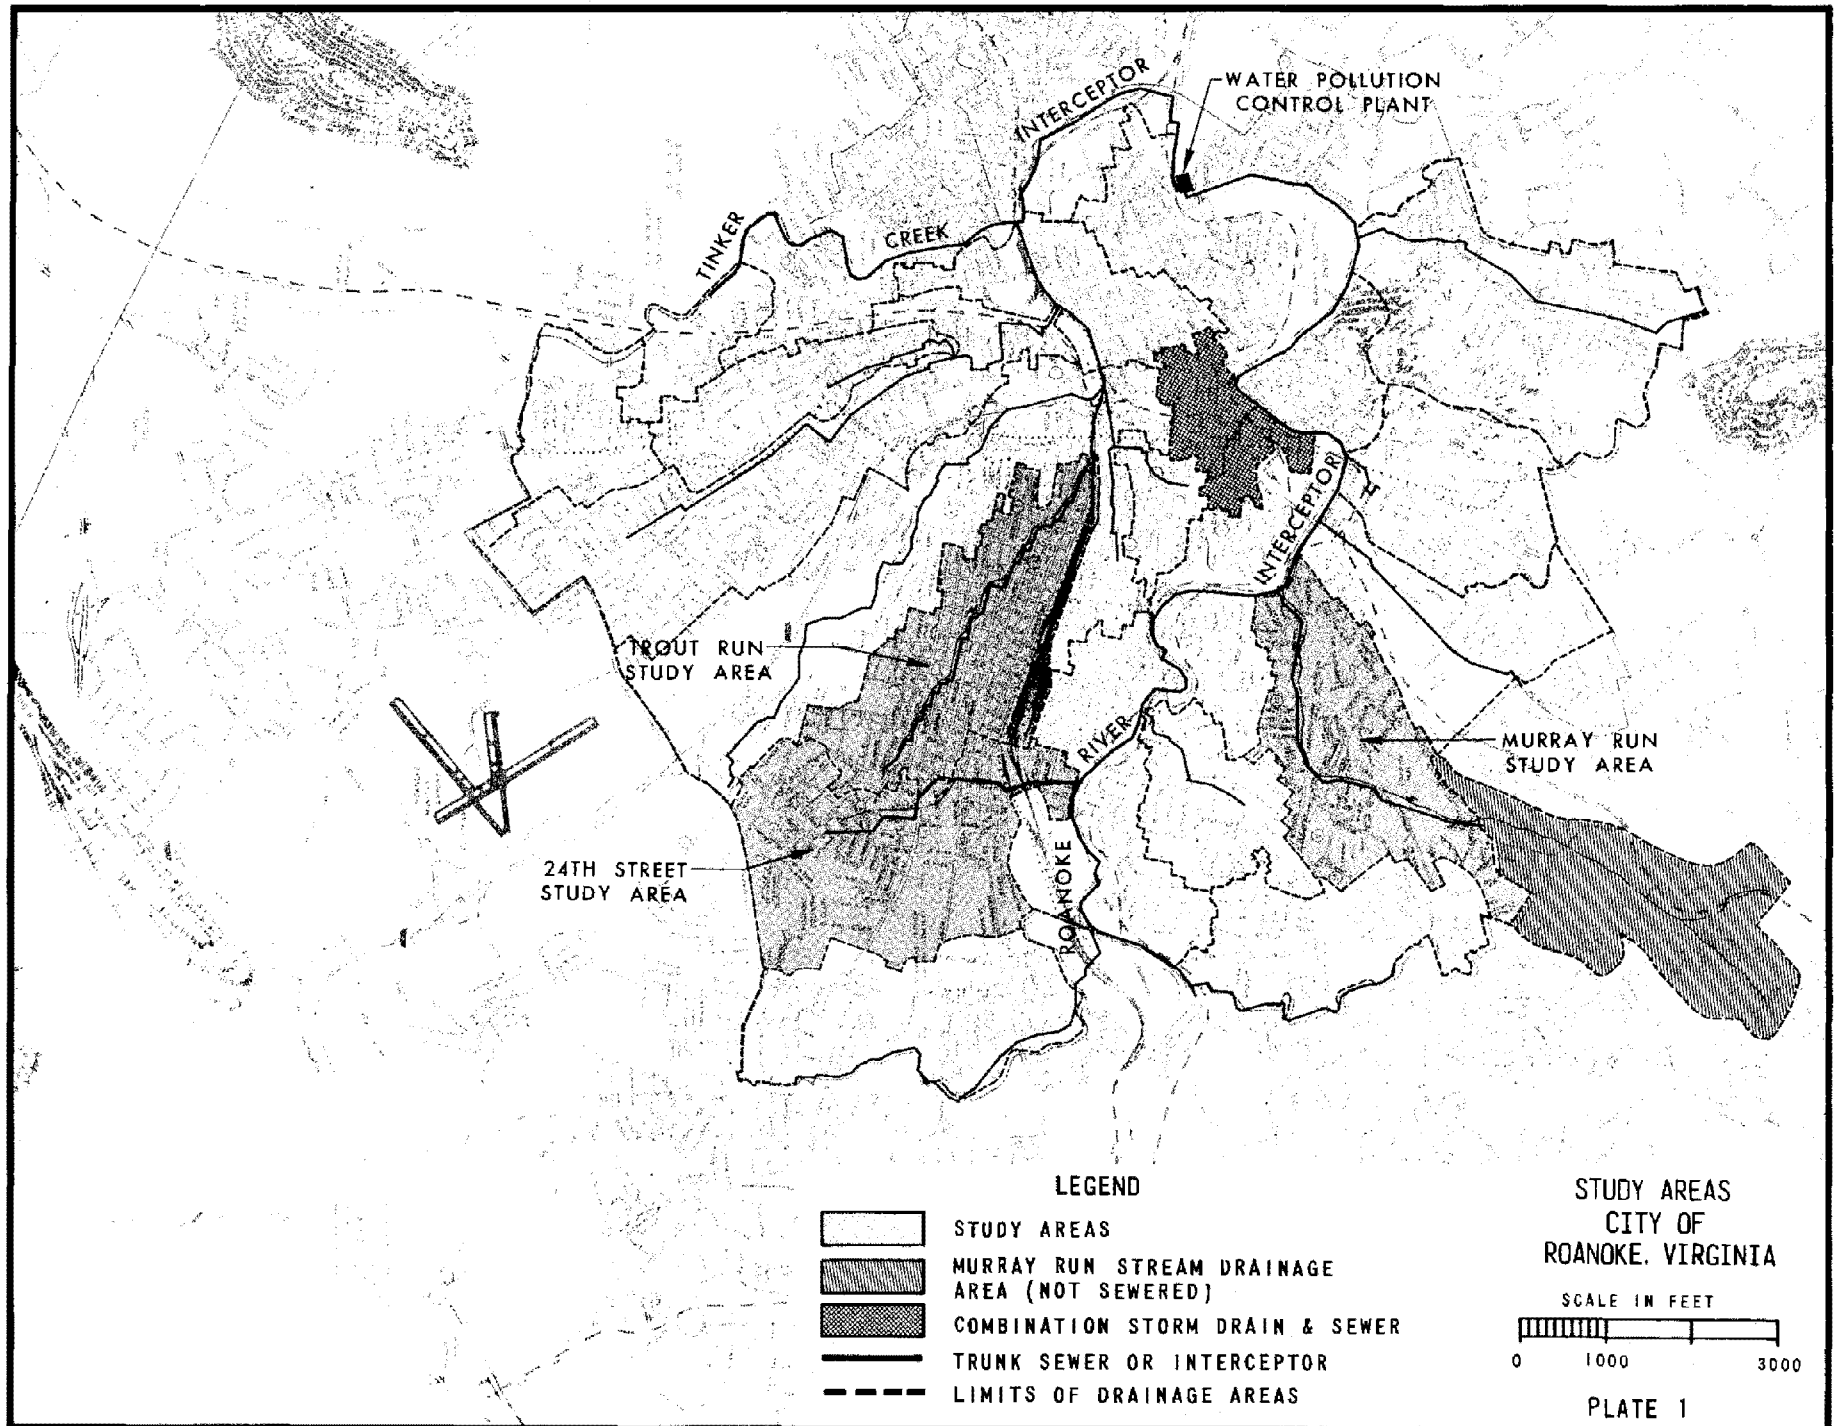 INTERCEPTOR
WATER POLLUTION
CONTROL PLANT
TINKER
CREEK
INTERCEPTOR
TROUT RUN
STUDY AREA
RIVER
MURRAY RUN
STUDY AREA
24TH STREET
STUDY AREA
ROANOKE
LEGEND
STUDY AREAS
MURRAY RUN STREAM DRAINAGE
AREA (NOT SEWERED)
COMBINATION STORM DRAIN & SEWER
TRUNK SEWER OR INTERCEPTOR
LIMITS OF DRAINAGE AREAS
STUDY AREAS
CITY OF
ROANOKE, VIRGINIA
SCALE IN FEET
0 1000 3000
PLATE 1